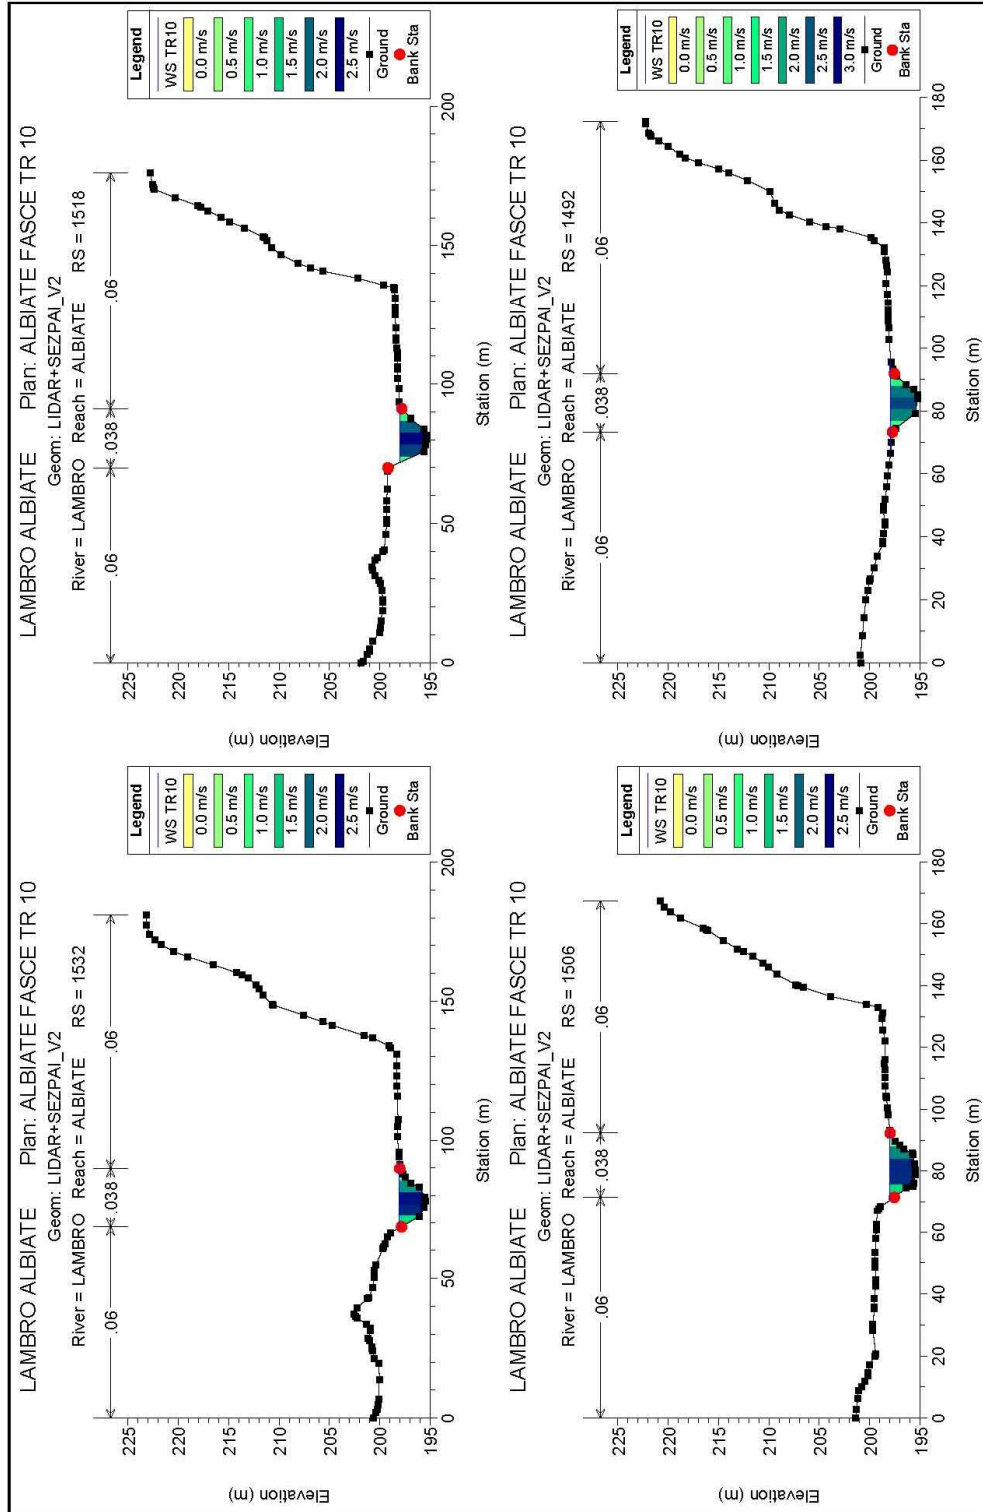 LAMBRO ALBIATE Plan: ALBIATE FASCE TR 10
Geom: LIDAR+SEZPAI_V2
River = LAMBRO Reach = ALBIATE RS = 1532
.06
.038
.06
Elevation (m)
225
220
215
210
205
200
195
0
50
100
150
200
Station (m)
Legend
WS TR10
0.0 m/s
0.5 m/s
1.0 m/s
1.5 m/s
2.0 m/s
2.5 m/s
Ground
Bank Sta
LAMBRO ALBIATE Plan: ALBIATE FASCE TR 10
Geom: LIDAR+SEZPAI_V2
River = LAMBRO Reach = ALBIATE RS = 1518
.06
.038
.06
Elevation (m)
225
220
215
210
205
200
195
0
50
100
150
200
Station (m)
Legend
WS TR10
0.0 m/s
0.5 m/s
1.0 m/s
1.5 m/s
2.0 m/s
2.5 m/s
Ground
Bank Sta
LAMBRO ALBIATE Plan: ALBIATE FASCE TR 10
Geom: LIDAR+SEZPAI_V2
River = LAMBRO Reach = ALBIATE RS = 1506
.06
.038
.06
Elevation (m)
225
220
215
210
205
200
195
0
20
40
60
80
100
120
140
160
180
Station (m)
Legend
WS TR10
0.0 m/s
0.5 m/s
1.0 m/s
1.5 m/s
2.0 m/s
2.5 m/s
Ground
Bank Sta
LAMBRO ALBIATE Plan: ALBIATE FASCE TR 10
Geom: LIDAR+SEZPAI_V2
River = LAMBRO Reach = ALBIATE RS = 1492
.06
.038
.06
Elevation (m)
225
220
215
210
205
200
195
0
20
40
60
80
100
120
140
160
180
Station (m)
Legend
WS TR10
0.0 m/s
0.5 m/s
1.0 m/s
1.5 m/s
2.0 m/s
2.5 m/s
3.0 m/s
Ground
Bank Sta